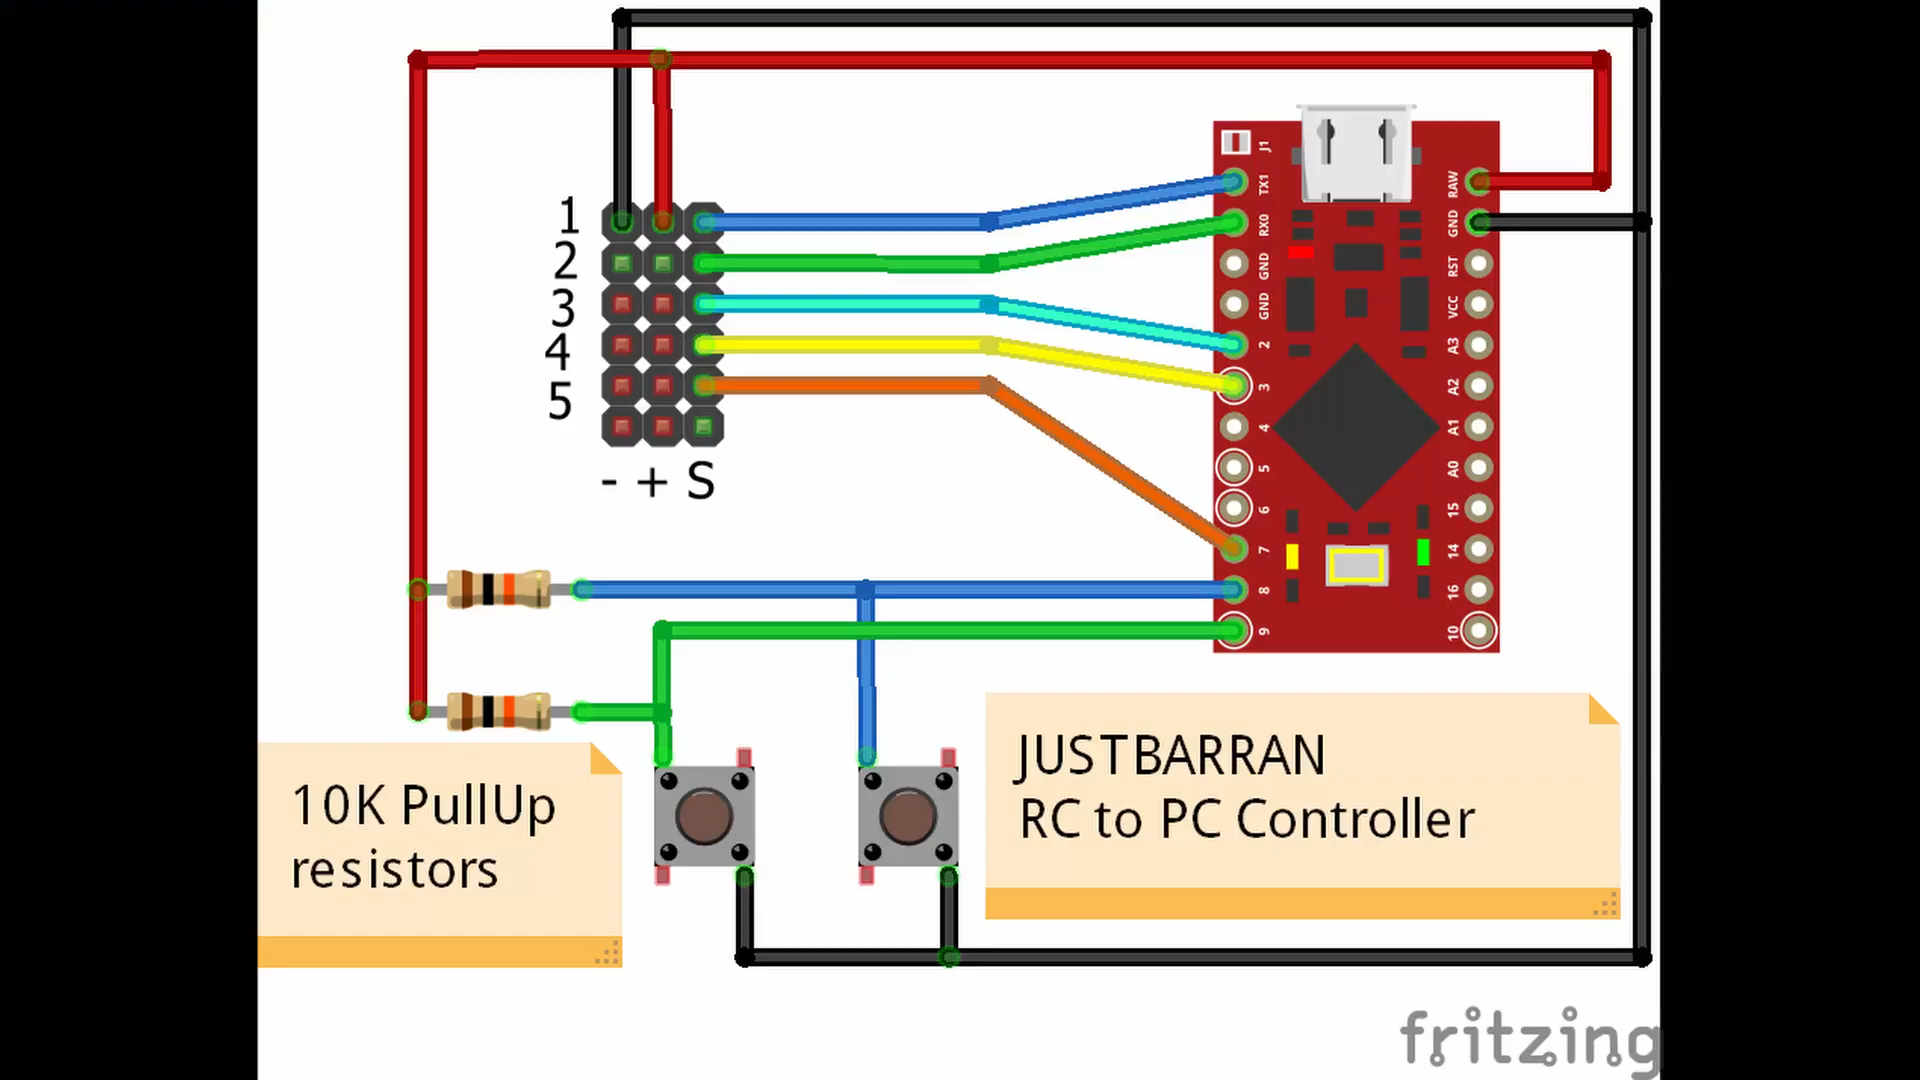 1
2
3
4
5
- + S
J1
TX1
RX0
GND
GND
2
3
4
5
6
7
8
9
RAW
GND
RST
VCC
A3
A2
A1
A0
15
14
16
10
10K PullUp
resistors
JUSTBARRAN
RC to PC Controller
fritzing